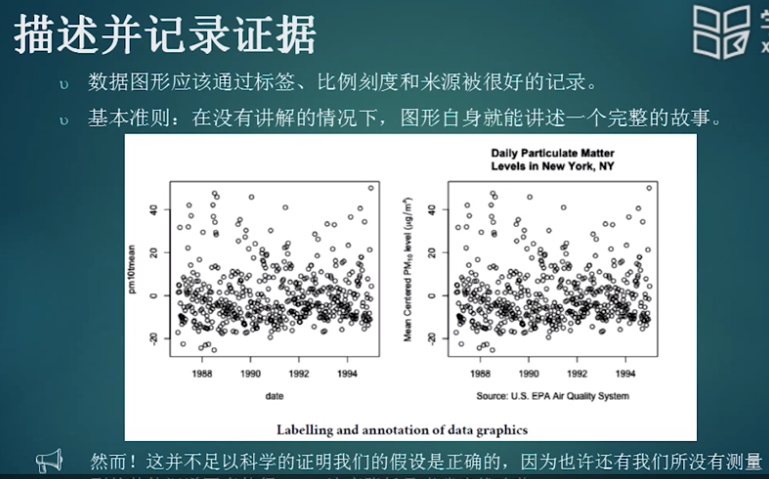 描述并记录证据
数据图形应该通过标签、比例刻度和来源被很好的记录。
基本准则：在没有讲解的情况下，图形自身就能讲述一个完整的故事。
Daily Particulate Matter
Levels in New York, NY
pm10tmean
40
20
0
-20
1988 1990 1992 1994
date
Mean Centered PM₁₀ level (μg/m³)
40
20
0
-20
1988 1990 1992 1994
Source: U.S. EPA Air Quality System
Labelling and annotation of data graphics
然而！这并不足以科学的证明我们的假设是正确的，因为也许还有我们所没有测量